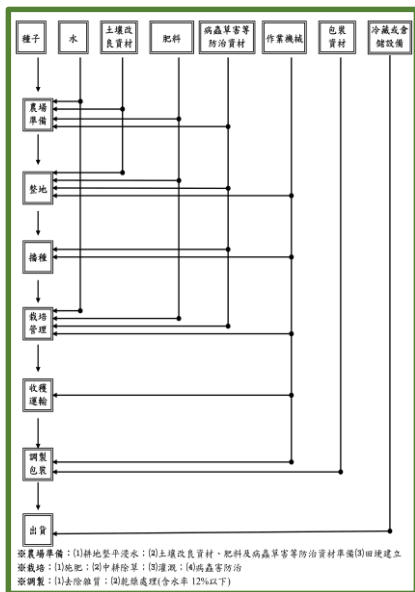 種子
水
土壤改
良資材
肥料
病蟲草害等
防治資材
作業機械
包裝
資材
冷藏或倉
儲設備
農場
準備
整地
播種
栽培
管理
收穫
運輸
調製
包裝
出貨
※農場準備：(1)耕地整平浸水；(2)土壤改良資材、肥料及病蟲草害等防治資材準備(3)田埂建立
※栽培：(1)施肥；(2)中耕除草；(3)灌溉；(4)病蟲害防治
※調製：(1)去除雜質；(2)乾燥處理(含水率 12%以下)